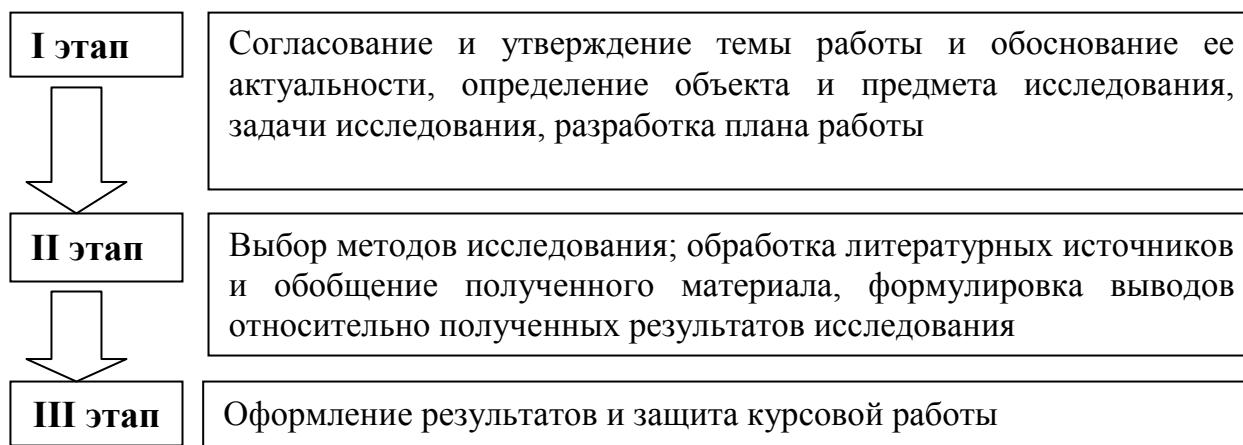 I этап
Согласование и утверждение темы работы и обоснование ее
актуальности, определение объекта и предмета исследования,
задачи исследования, разработка плана работы
II этап
Выбор методов исследования; обработка литературных источников
и обобщение полученного материала, формулировка выводов
относительно полученных результатов исследования
III этап
Оформление результатов и защита курсовой работы